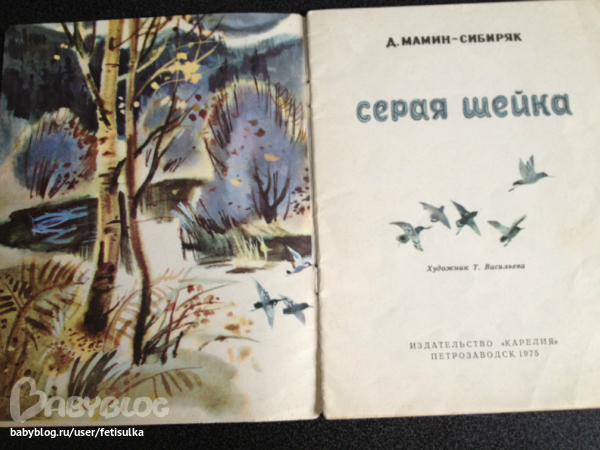 Д. МАМИН-СИБИРЯК
серая шейка
Художник Т. Васильева
ИЗДАТЕЛЬСТВО «КАРЕЛИЯ»
ПЕТРОЗАВОДСК 1975
BABYBLOG
babyblog.ru/user/fetisulka